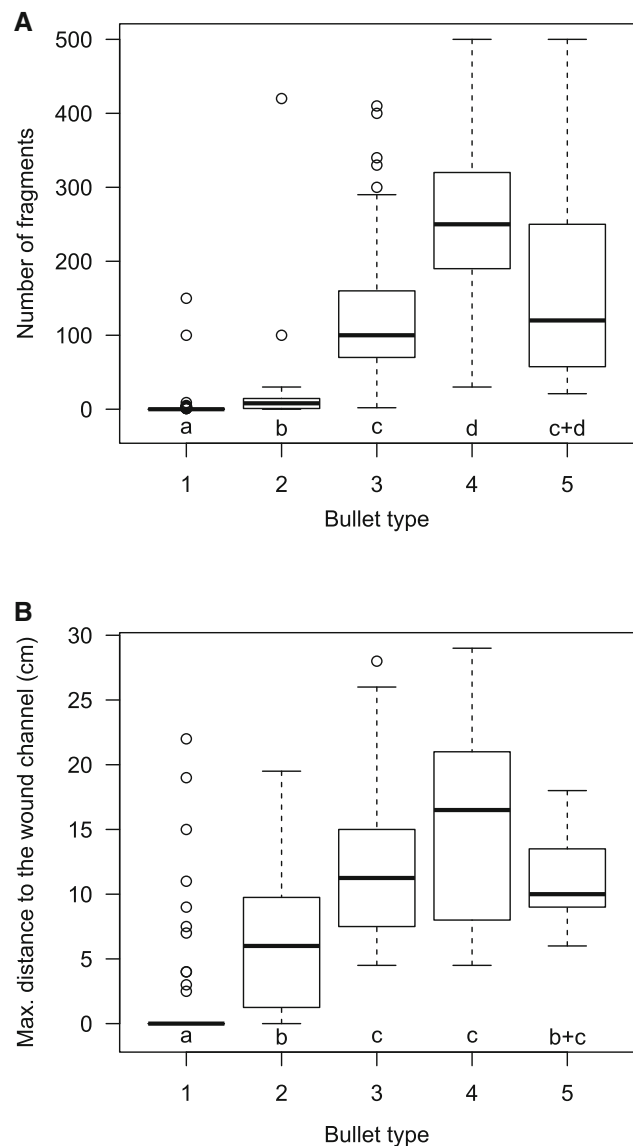 A
Number of fragments
500
400
300
200
100
0
a b c d c+d
1 2 3 4 5
Bullet type
B
Max. distance to the wound channel (cm)
30
25
20
15
10
5
0
a b c c b+c
1 2 3 4 5
Bullet type